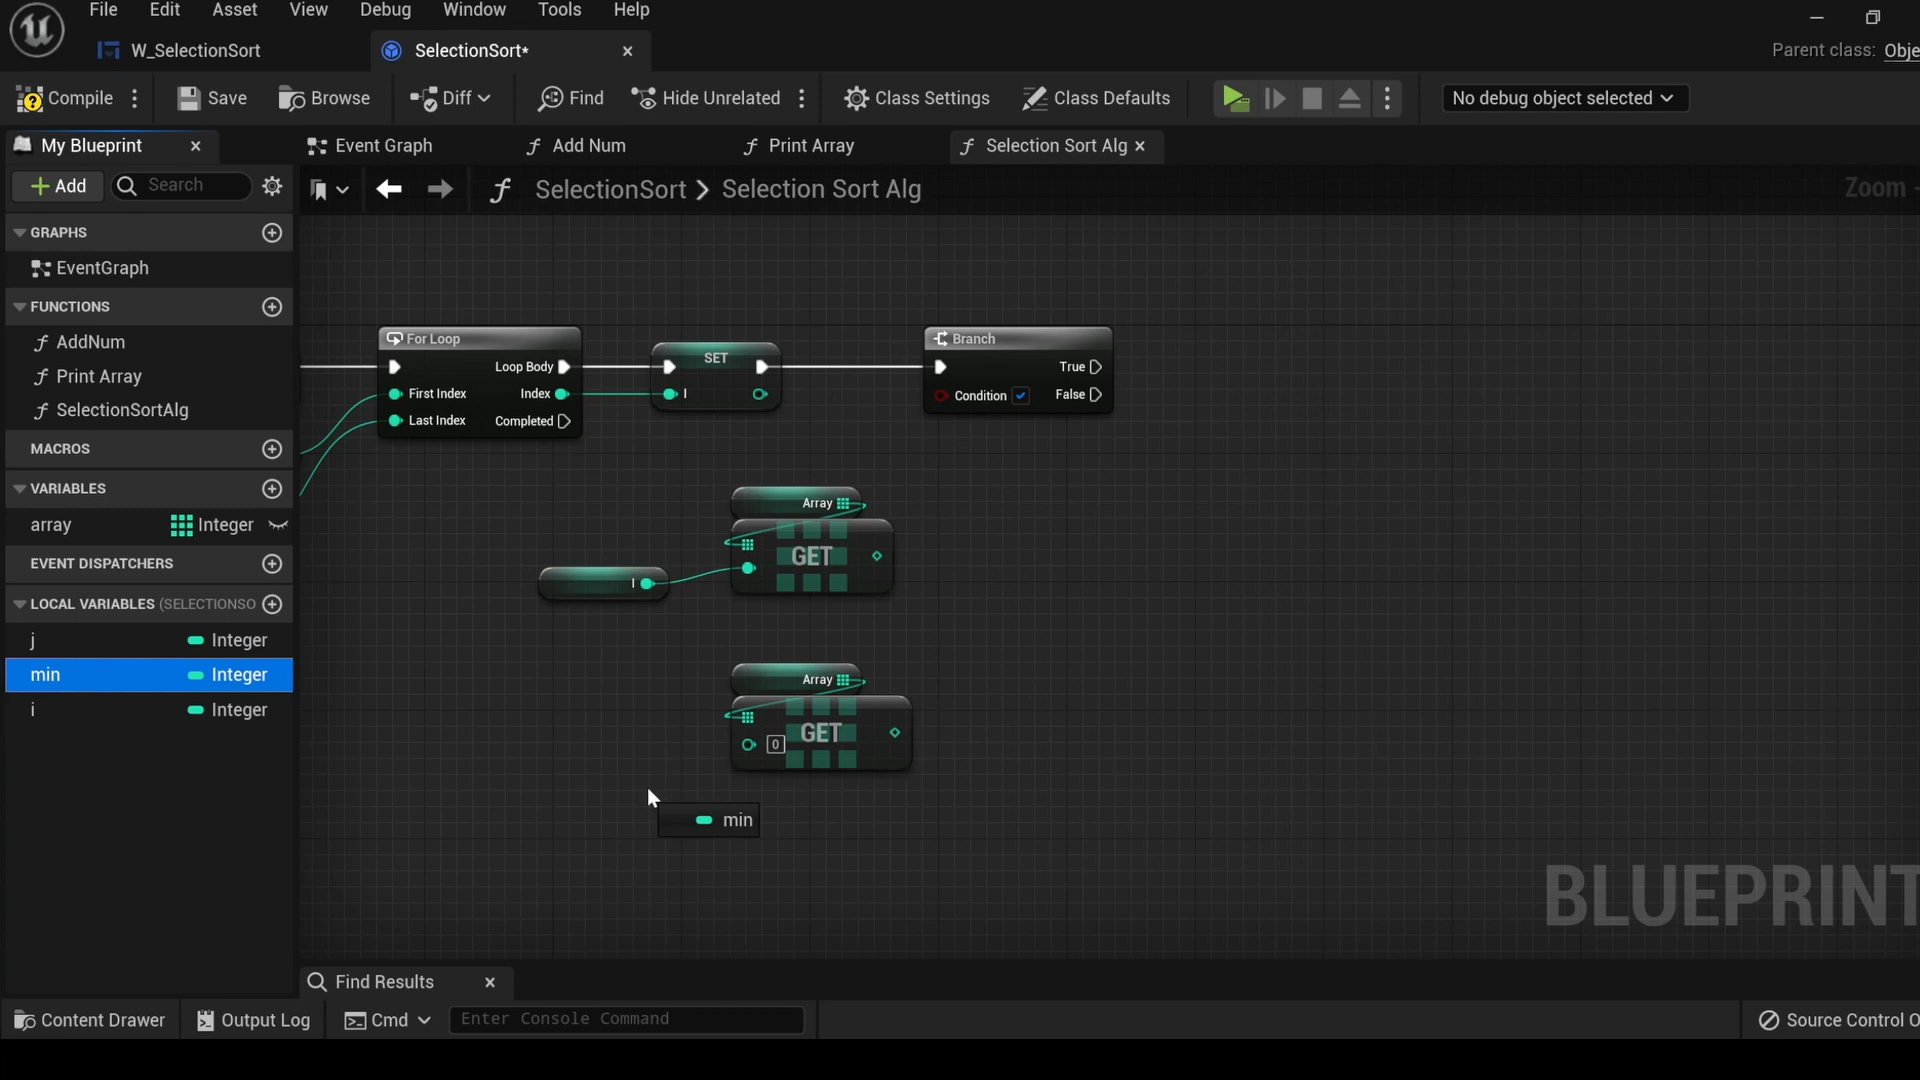 File Edit Asset View Debug Window Tools Help
W_SelectionSort SelectionSort*
Parent class: Obje
Compile Save Browse Diff Find Hide Unrelated Class Settings Class Defaults No debug object selected
My Blueprint Event Graph Add Num Print Array Selection Sort Alg
Add Search SelectionSort Selection Sort Alg Zoom -
GRAPHS
EventGraph
FUNCTIONS
AddNum
Print Array
SelectionSortAlg
MACROS
VARIABLES
array Integer
EVENT DISPATCHERS
LOCAL VARIABLES (SELECTIONSO
j Integer
min Integer
i Integer
For Loop
Loop Body
First Index Index
Last Index Completed
SET
I
Branch
True
Condition False
Array
GET
I
Array
GET
0
min
BLUEPRINT
Find Results
Content Drawer Output Log Cmd Enter Console Command Source Control O